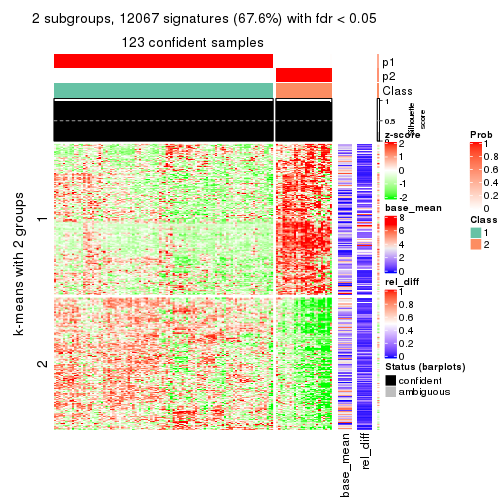 2 subgroups, 12067 signatures (67.6%) with fdr < 0.05
123 confident samples
p1
p2
Class
1
0.5
0
Silhouette
score
k-means with 2 groups
1
2
base_mean
rel_diff
z-score
2
1
0
-1
-2
base_mean
8
6
4
2
0
rel_diff
1
0.8
0.6
0.4
0.2
0
Status (barplots)
confident
ambiguous
Prob
1
0.8
0.6
0.4
0.2
0
Class
1
2